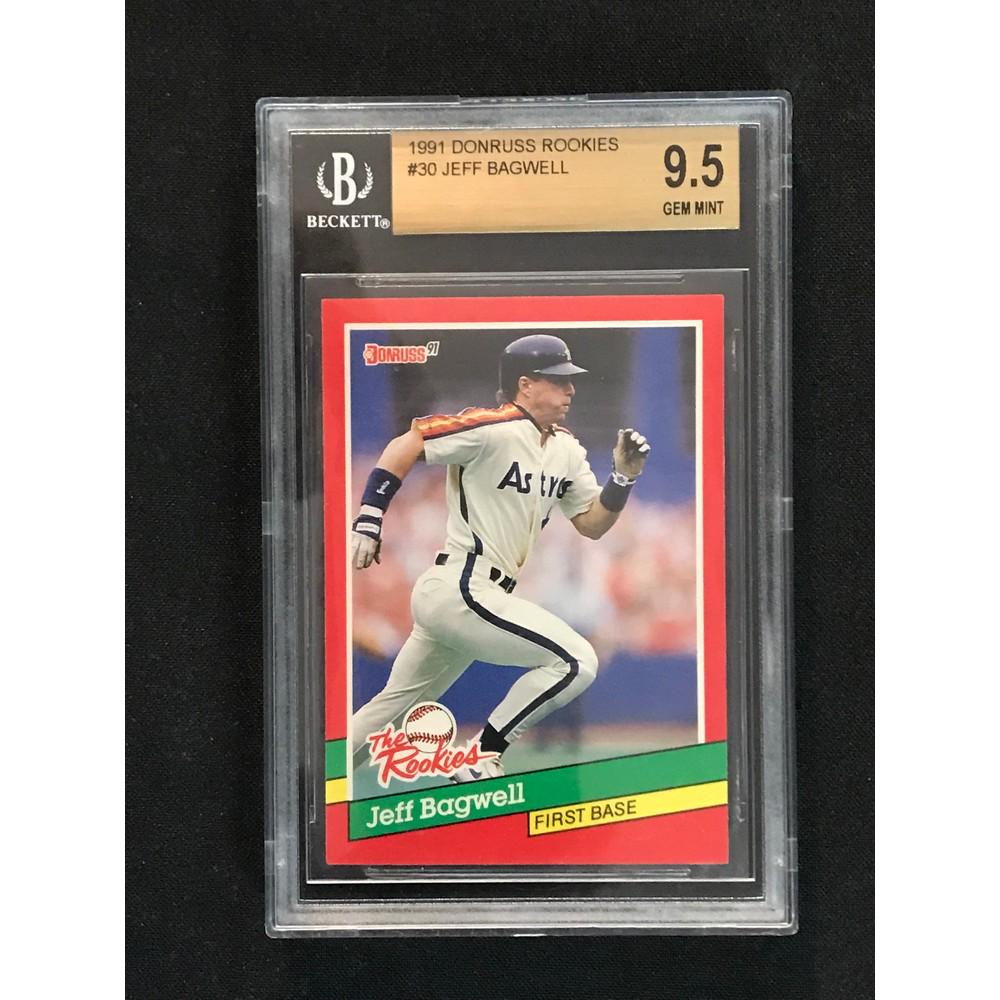 1991 DONRUSS ROOKIES
#30 JEFF BAGWELL
9.5
GEM MINT
B
BECKETT®
DONRUSS 91
Astros
The
Rookies
Jeff Bagwell
FIRST BASE